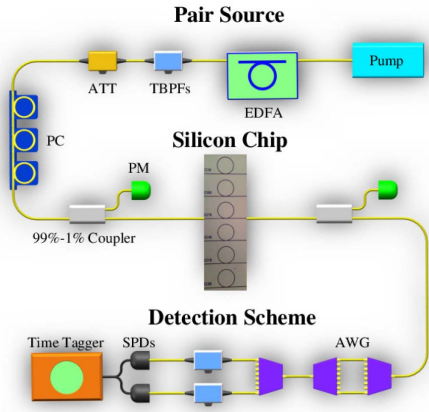 Pair Source
Pump
ATT
TBPFs
EDFA
PC
Silicon Chip
PM
99%-1% Coupler
Detection Scheme
Time Tagger
SPDs
AWG